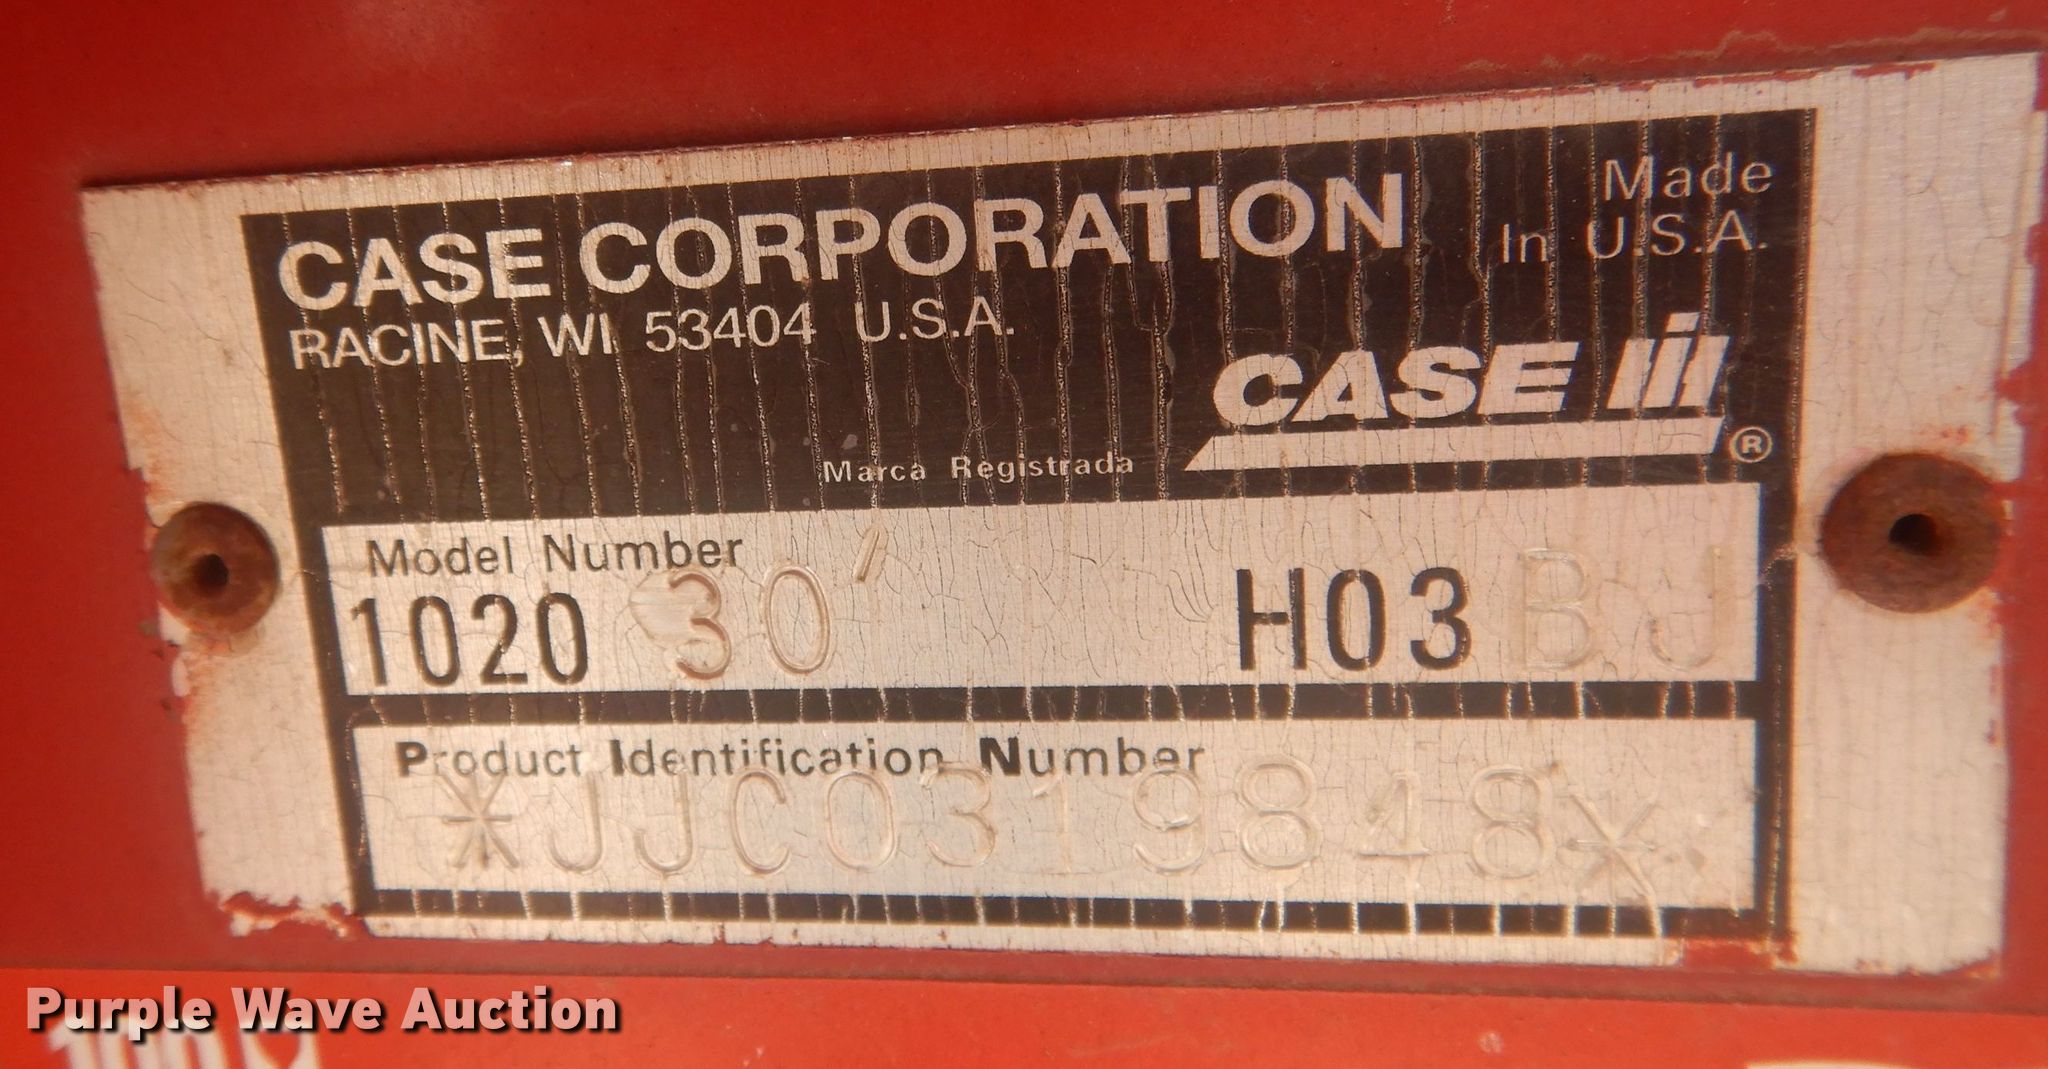 CASE CORPORATION
RACINE, WI 53404 U.S.A.
Made
In U.S.A.
CASE IH ®
Marca Registrada
Model Number
1020 30' H03 BJ
Product Identification Number
*JJC0319848*
Purple Wave Auction